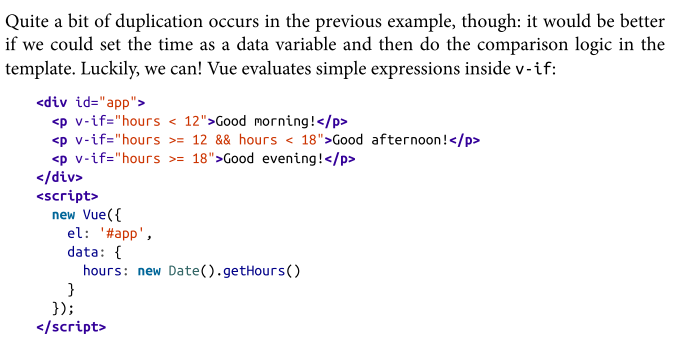 Quite a bit of duplication occurs in the previous example, though: it would be better
if we could set the time as a data variable and then do the comparison logic in the
template. Luckily, we can! Vue evaluates simple expressions inside v-if:
<div id="app">
  <p v-if="hours < 12">Good morning!</p>
  <p v-if="hours >= 12 && hours < 18">Good afternoon!</p>
  <p v-if="hours >= 18">Good evening!</p>
</div>
<script>
  new Vue({
    el: '#app',
    data: {
      hours: new Date().getHours()
    }
  });
</script>